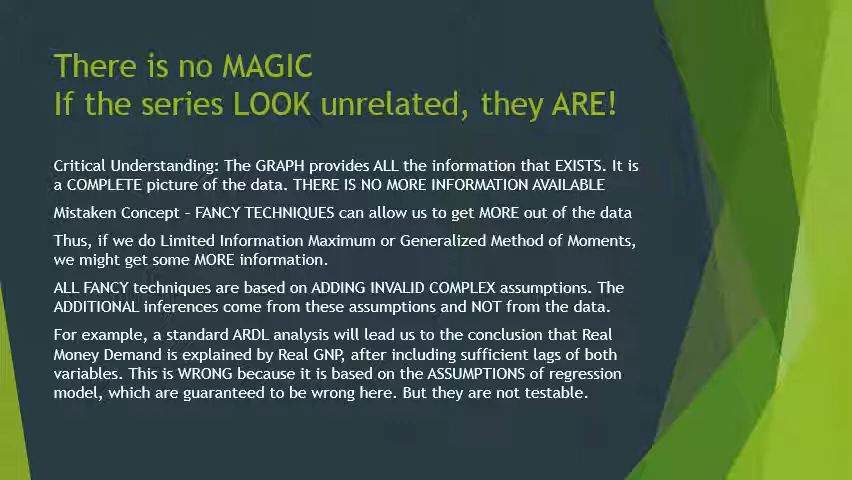 There is no MAGIC
If the series LOOK unrelated, they ARE!
Critical Understanding: The GRAPH provides ALL the information that EXISTS. It is
a COMPLETE picture of the data. THERE IS NO MORE INFORMATION AVAILABLE
Mistaken Concept – FANCY TECHNIQUES can allow us to get MORE out of the data
Thus, if we do Limited Information Maximum or Generalized Method of Moments,
we might get some MORE information.
ALL FANCY techniques are based on ADDING INVALID COMPLEX assumptions. The
ADDITIONAL inferences come from these assumptions and NOT from the data.
For example, a standard ARDL analysis will lead us to the conclusion that Real
Money Demand is explained by Real GNP, after including sufficient lags of both
variables. This is WRONG because it is based on the ASSUMPTIONS of regression
model, which are guaranteed to be wrong here. But they are not testable.